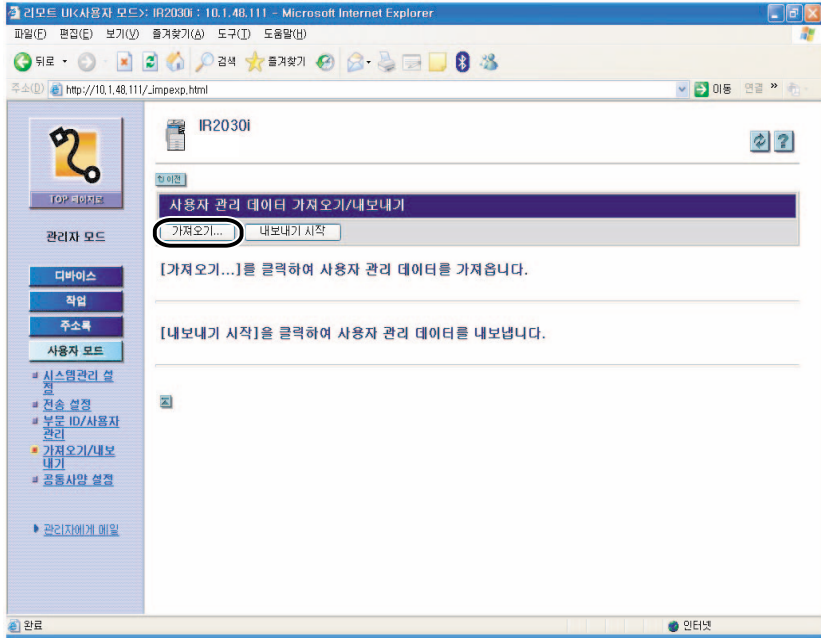 리모트 UI<사용자 모드>: IR2030i : 10.1.48.111 - Microsoft Internet Explorer
파일(F) 편집(E) 보기(V) 즐겨찾기(A) 도구(T) 도움말(H)
뒤로 검색 즐겨찾기
주소(D) http://10.1.48.111/_impexp.html 이동 연결 »
IR2030i
이전
TOP 페이지로
사용자 관리 데이터 가져오기/내보내기
가져오기... 내보내기 시작
관리자 모드
[가져오기...]를 클릭하여 사용자 관리 데이터를 가져옵니다.
디바이스
작업
주소록
[내보내기 시작]을 클릭하여 사용자 관리 데이터를 내보냅니다.
사용자 모드
시스템관리 설
정
전송 설정
부문 ID/사용자
관리
가져오기/내보
내기
공통사양 설정
관리자에게 메일
완료 인터넷